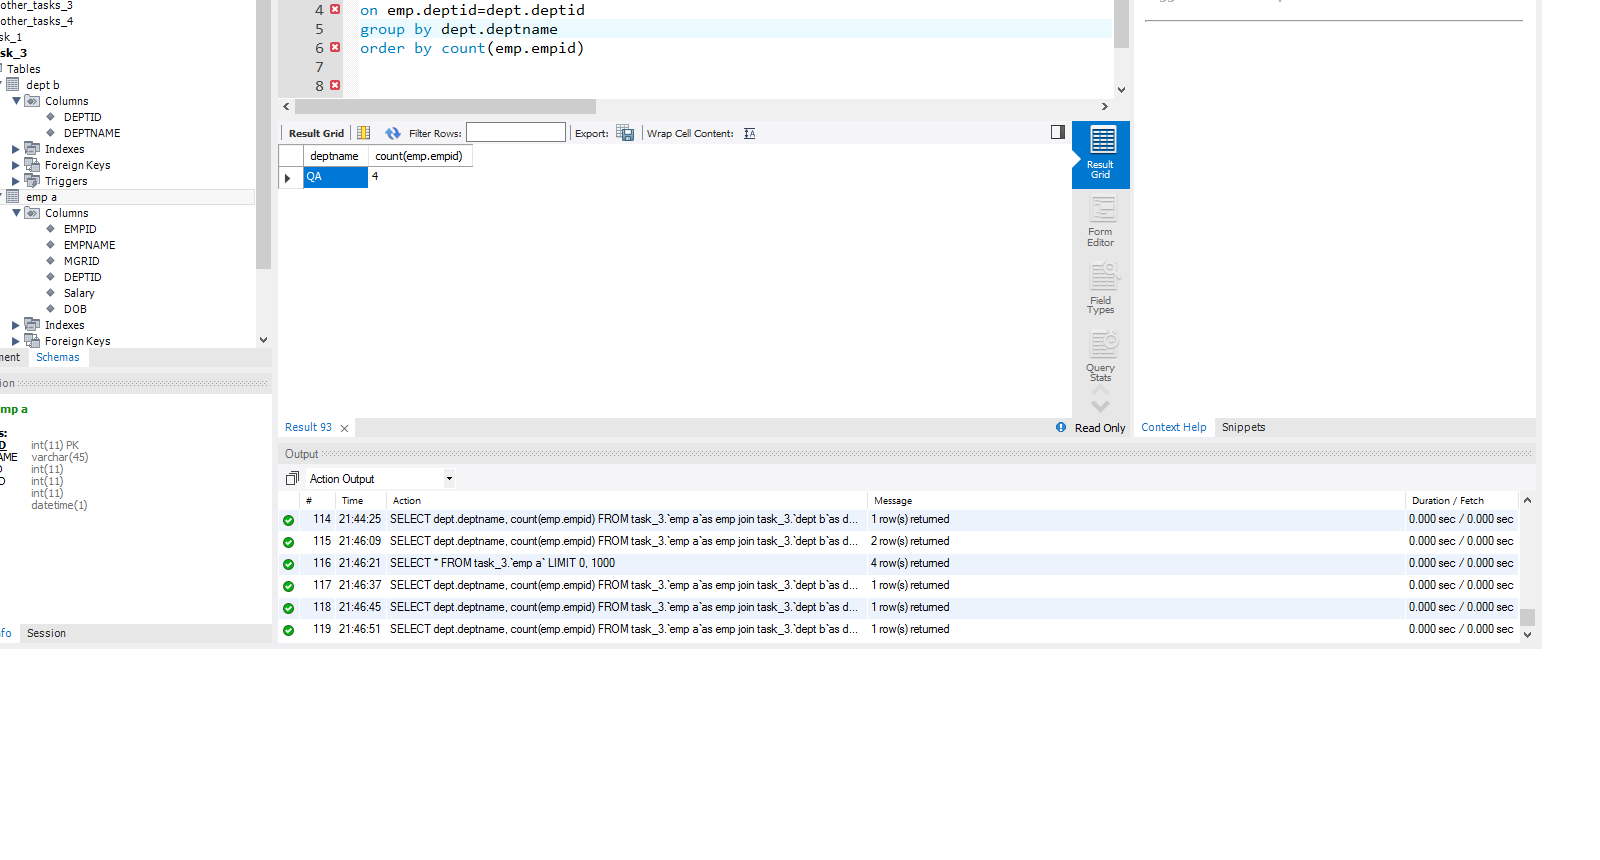 other_tasks_3
other_tasks_4
sk_1
sk_3
Tables
dept b
Columns
DEPTID
DEPTNAME
Indexes
Foreign Keys
Triggers
emp a
Columns
EMPID
EMPNAME
MGRID
DEPTID
Salary
DOB
Indexes
Foreign Keys
ment Schemas
ion
mp a
s:
D int(11) PK
AME varchar(45)
D int(11)
D int(11)
int(11)
datetime(1)
nfo Session
4 on emp.deptid=dept.deptid
5 group by dept.deptname
6 order by count(emp.empid)
7
8
Result Grid Filter Rows: Export: Wrap Cell Content:
deptname count(emp.empid)
QA 4
Result Grid
Form Editor
Field Types
Query Stats
Result 93 Read Only
Context Help Snippets
Output
Action Output
# Time Action Message Duration / Fetch
114 21:44:25 SELECT dept.deptname, count(emp.empid) FROM task_3.`emp a`as emp join task_3.`dept b`as d... 1 row(s) returned 0.000 sec / 0.000 sec
115 21:46:09 SELECT dept.deptname, count(emp.empid) FROM task_3.`emp a`as emp join task_3.`dept b`as d... 2 row(s) returned 0.000 sec / 0.000 sec
116 21:46:21 SELECT * FROM task_3.`emp a` LIMIT 0, 1000 4 row(s) returned 0.000 sec / 0.000 sec
117 21:46:37 SELECT dept.deptname, count(emp.empid) FROM task_3.`emp a`as emp join task_3.`dept b`as d... 1 row(s) returned 0.000 sec / 0.000 sec
118 21:46:45 SELECT dept.deptname, count(emp.empid) FROM task_3.`emp a`as emp join task_3.`dept b`as d... 1 row(s) returned 0.000 sec / 0.000 sec
119 21:46:51 SELECT dept.deptname, count(emp.empid) FROM task_3.`emp a`as emp join task_3.`dept b`as d... 1 row(s) returned 0.000 sec / 0.000 sec